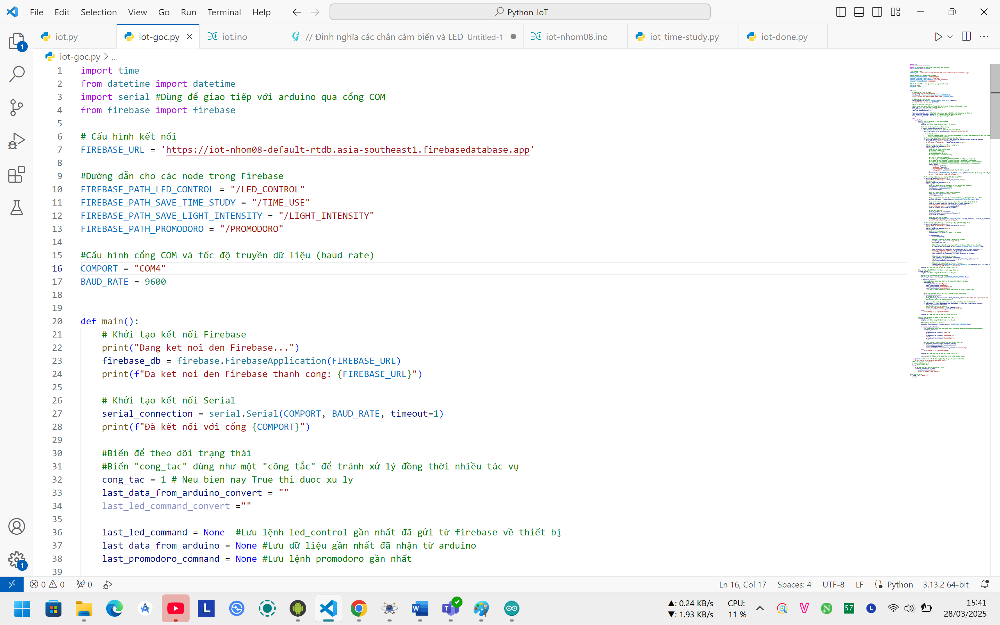 File Edit Selection View Go Run Terminal Help
Python_IoT
iot.py
iot-goc.py
iot.ino
// Định nghĩa các chân cảm biến và LED Untitled-1
iot-nhom08.ino
iot_time-study.py
iot-done.py
iot-goc.py > ...
1 import time
2 from datetime import datetime
3 import serial #Dùng để giao tiếp với arduino qua cổng COM
4 from firebase import firebase
5
6 # Cấu hình kết nối
7 FIREBASE_URL = 'https://iot-nhom08-default-rtdb.asia-southeast1.firebasedatabase.app'
8
9 #Đường dẫn cho các node trong Firebase
10 FIREBASE_PATH_LED_CONTROL = "/LED_CONTROL"
11 FIREBASE_PATH_SAVE_TIME_STUDY = "/TIME_USE"
12 FIREBASE_PATH_SAVE_LIGHT_INTENSITY = "/LIGHT_INTENSITY"
13 FIREBASE_PATH_PROMODORO = "/PROMODORO"
14
15 #Cấu hình cổng COM và tốc độ truyền dữ liệu (baud rate)
16 COMPORT = "COM4"
17 BAUD_RATE = 9600
18
19
20 def main():
21 # Khởi tạo kết nối Firebase
22 print("Dang ket noi den Firebase...")
23 firebase_db = firebase.FirebaseApplication(FIREBASE_URL)
24 print(f"Da ket noi den Firebase thanh cong: {FIREBASE_URL}")
25
26 # Khởi tạo kết nối Serial
27 serial_connection = serial.Serial(COMPORT, BAUD_RATE, timeout=1)
28 print(f"Đã kết nối với cổng {COMPORT}")
29
30 #Biến để theo dõi trạng thái
31 #Biến "cong_tac" dùng như một "công tắc" để tránh xử lý đồng thời nhiều tác vụ
32 cong_tac = 1 # Neu bien nay True thi duoc xu ly
33 last_data_from_arduino_convert = ""
34 last_led_command_convert =""
35
36 last_led_command = None #Lưu lệnh led_control gần nhất đã gửi từ firebase về thiết bị
37 last_data_from_arduino = None #Lưu dữ liệu gần nhất đã nhận từ arduino
38 last_promodoro_command = None #Lưu lệnh promodoro gần nhất
39
0 0 0 Ln 16, Col 17 Spaces: 4 UTF-8 LF Python 3.13.2 64-bit
▲: 0.24 KB/s CPU: 15:41
▼: 1.93 KB/s 11 % 57 28/03/2025